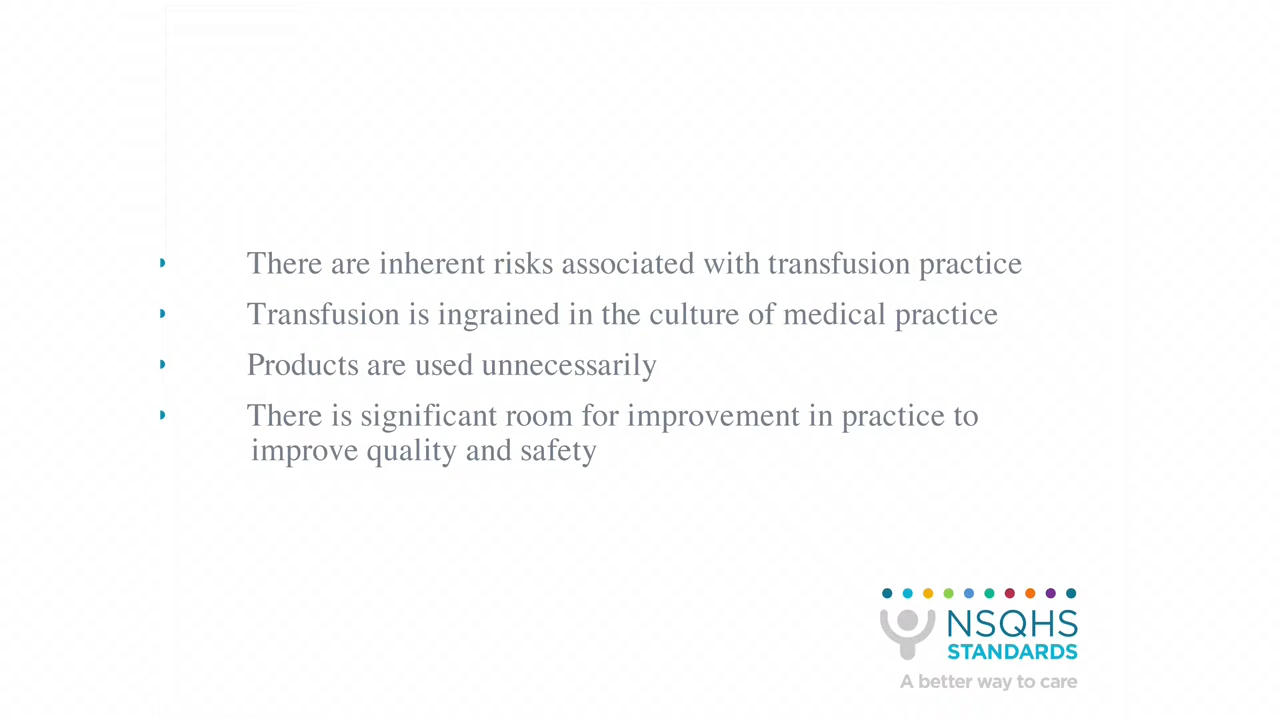 There are inherent risks associated with transfusion practice
Transfusion is ingrained in the culture of medical practice
Products are used unnecessarily
There is significant room for improvement in practice to
improve quality and safety
NSQHS
STANDARDS
A better way to care